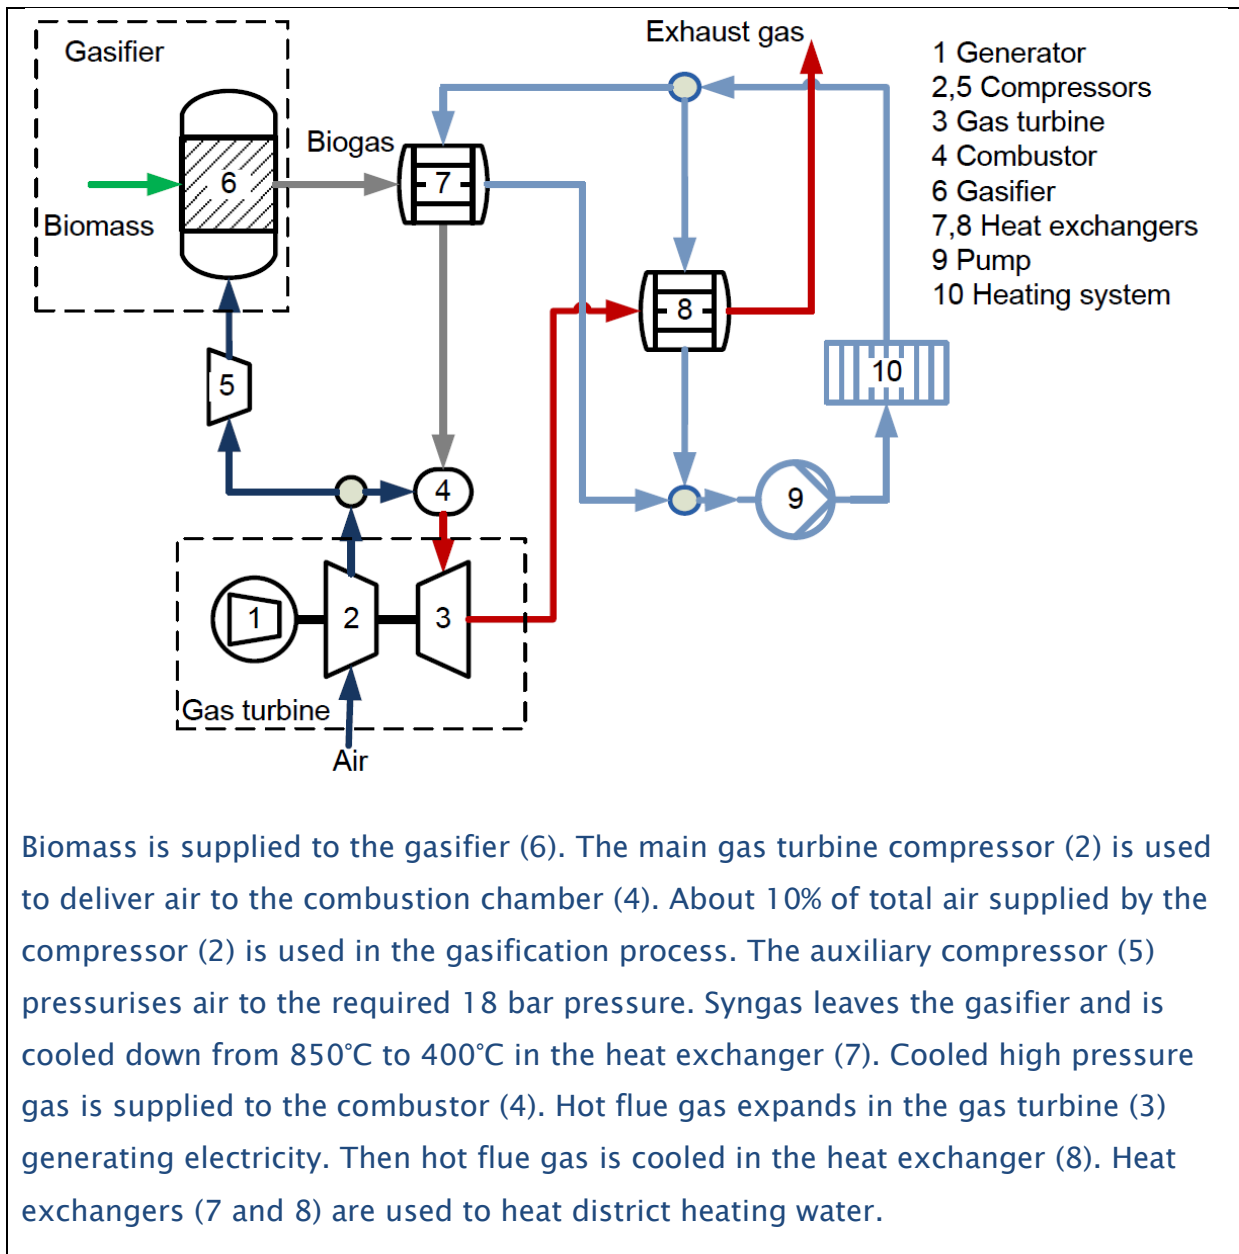 Gasifier
Exhaust gas
1 Generator
2,5 Compressors
3 Gas turbine
4 Combustor
6 Gasifier
7,8 Heat exchangers
9 Pump
10 Heating system
Biogas
6
7
Biomass
8
5
10
4
9
1
2
3
Gas turbine
Air
Biomass is supplied to the gasifier (6). The main gas turbine compressor (2) is used
to deliver air to the combustion chamber (4). About 10% of total air supplied by the
compressor (2) is used in the gasification process. The auxiliary compressor (5)
pressurises air to the required 18 bar pressure. Syngas leaves the gasifier and is
cooled down from 850°C to 400°C in the heat exchanger (7). Cooled high pressure
gas is supplied to the combustor (4). Hot flue gas expands in the gas turbine (3)
generating electricity. Then hot flue gas is cooled in the heat exchanger (8). Heat
exchangers (7 and 8) are used to heat district heating water.